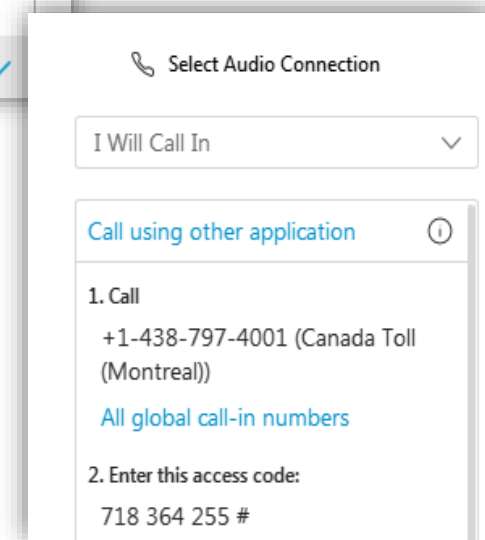 Select Audio Connection
I Will Call In
Call using other application
1. Call
+1-438-797-4001 (Canada Toll
(Montreal))
All global call-in numbers
2. Enter this access code:
718 364 255 #